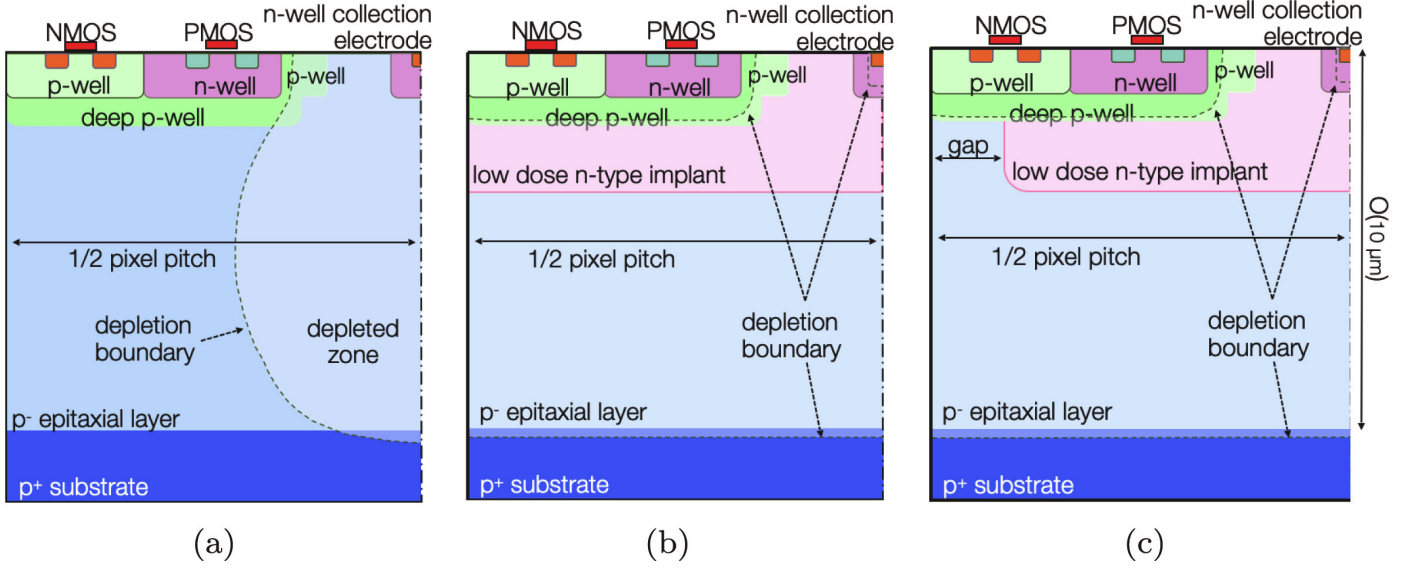 NMOS
PMOS
n-well collection
electrode
p-well
n-well
p-well
deep p-well
1/2 pixel pitch
depletion
boundary
depleted
zone
p- epitaxial layer
p+ substrate
(a)
NMOS
PMOS
n-well collection
electrode
p-well
n-well
p-well
deep p-well
low dose n-type implant
1/2 pixel pitch
depletion
boundary
p- epitaxial layer
p+ substrate
(b)
NMOS
PMOS
n-well collection
electrode
p-well
n-well
p-well
deep p-well
gap
low dose n-type implant
1/2 pixel pitch
O(10 μm)
depletion
boundary
p- epitaxial layer
p+ substrate
(c)